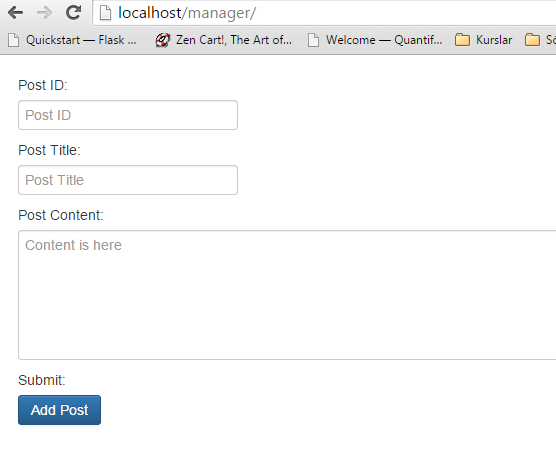 localhost/manager/
Quickstart — Flask ... Zen Cart!, The Art of... Welcome — Quantif... Kurslar
Post ID:
Post ID
Post Title:
Post Title
Post Content:
Content is here
Submit:
Add Post